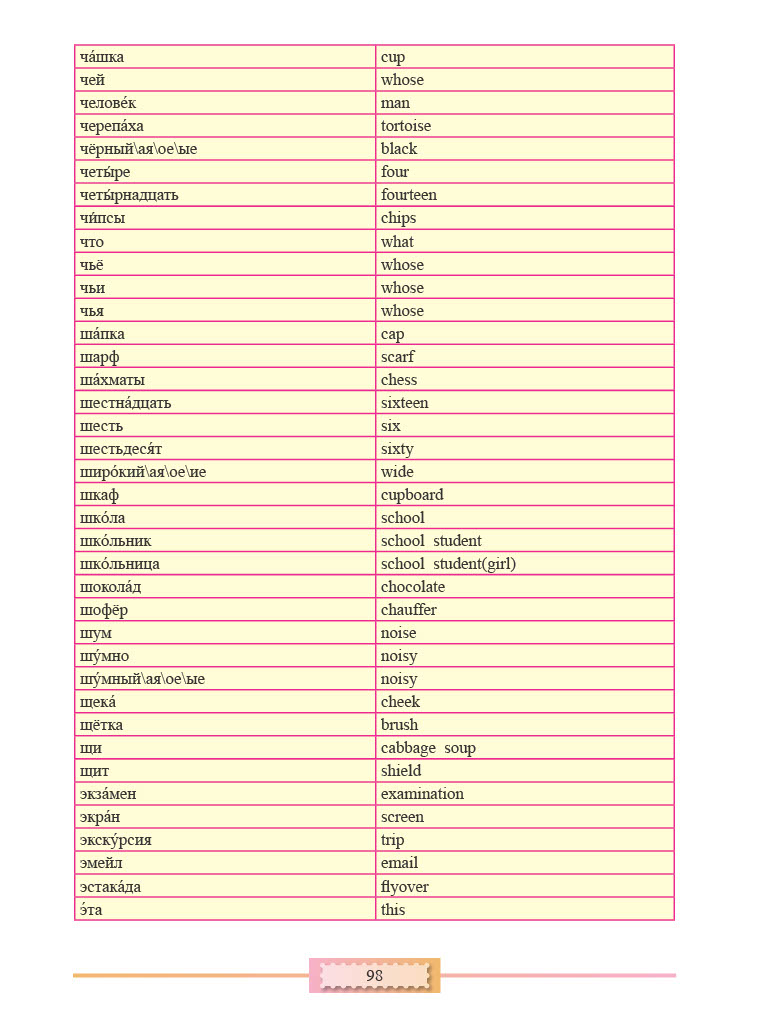 ча́шка cup
чей whose
челове́к man
черепа́ха tortoise
чёрный\ая\ое\ые black
четы́ре four
четы́рнадцать fourteen
чи́псы chips
что what
чьё whose
чьи whose
чья whose
ша́пка cap
шарф scarf
ша́хматы chess
шестна́дцать sixteen
шесть six
шестьдеся́т sixty
широ́кий\ая\ое\ие wide
шкаф cupboard
шко́ла school
шко́льник school student
шко́льница school student(girl)
шокола́д chocolate
шофёр chauffer
шум noise
шу́мно noisy
шу́мный\ая\ое\ые noisy
щека́ cheek
щётка brush
щи cabbage soup
щит shield
экза́мен examination
экра́н screen
экску́рсия trip
эмейл email
эстака́да flyover
э́та this
98